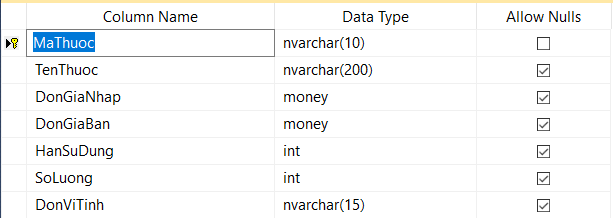 Column Name Data Type Allow Nulls
MaThuoc nvarchar(10)
TenThuoc nvarchar(200)
DonGiaNhap money
DonGiaBan money
HanSuDung int
SoLuong int
DonViTinh nvarchar(15)